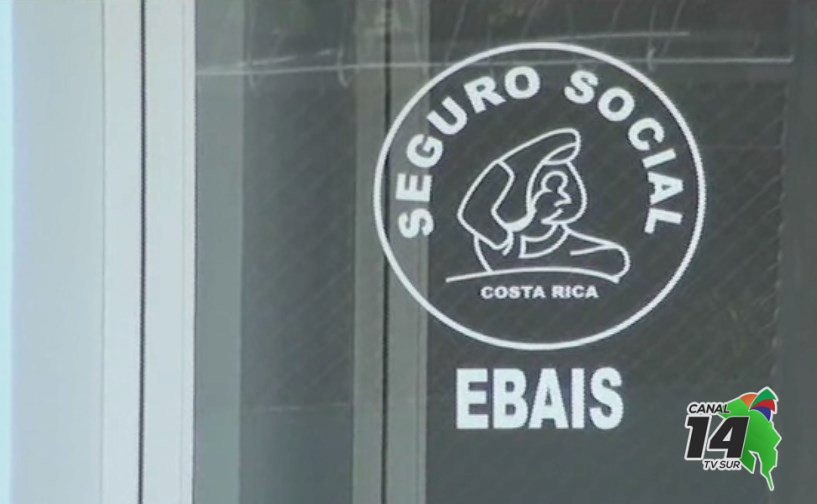 SEGURO SOCIAL
COSTA RICA
EBAIS
CANAL
14
TV SUR